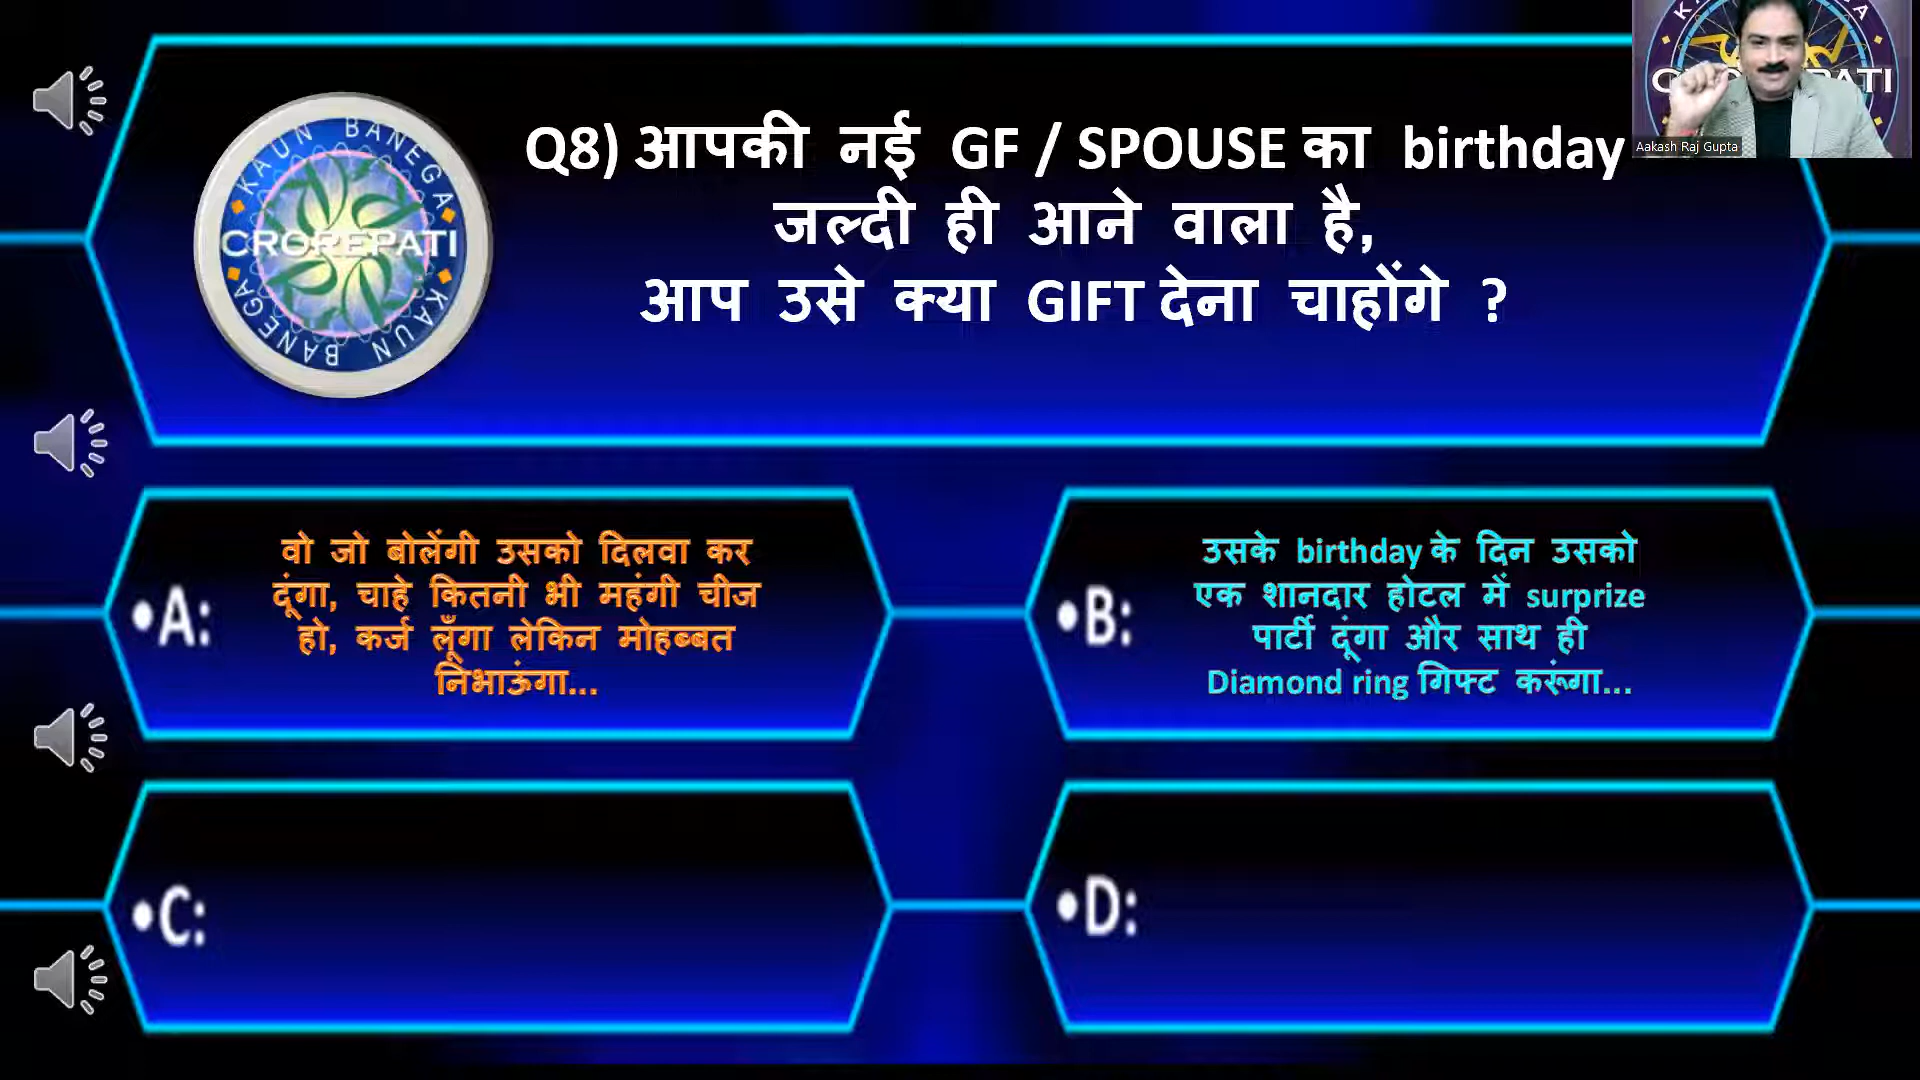 Q8) आपकी नई GF / SPOUSE का birthday
जल्दी ही आने वाला है,
आप उसे क्या GIFT देना चाहोंगे ?
KAUN BANEGA
CROREPATI
KAUN BANEGA
Aakash Raj Gupta
•A:
वो जो बोलेंगी उसको दिलवा कर
दूंगा, चाहे कितनी भी महंगी चीज
हो, कर्ज लूँगा लेकिन मोहब्बत
निभाऊंगा...
•B:
उसके birthday के दिन उसको
एक शानदार होटल में surprize
पार्टी दूंगा और साथ ही
Diamond ring गिफ्ट करूंगा...
•C:
•D: